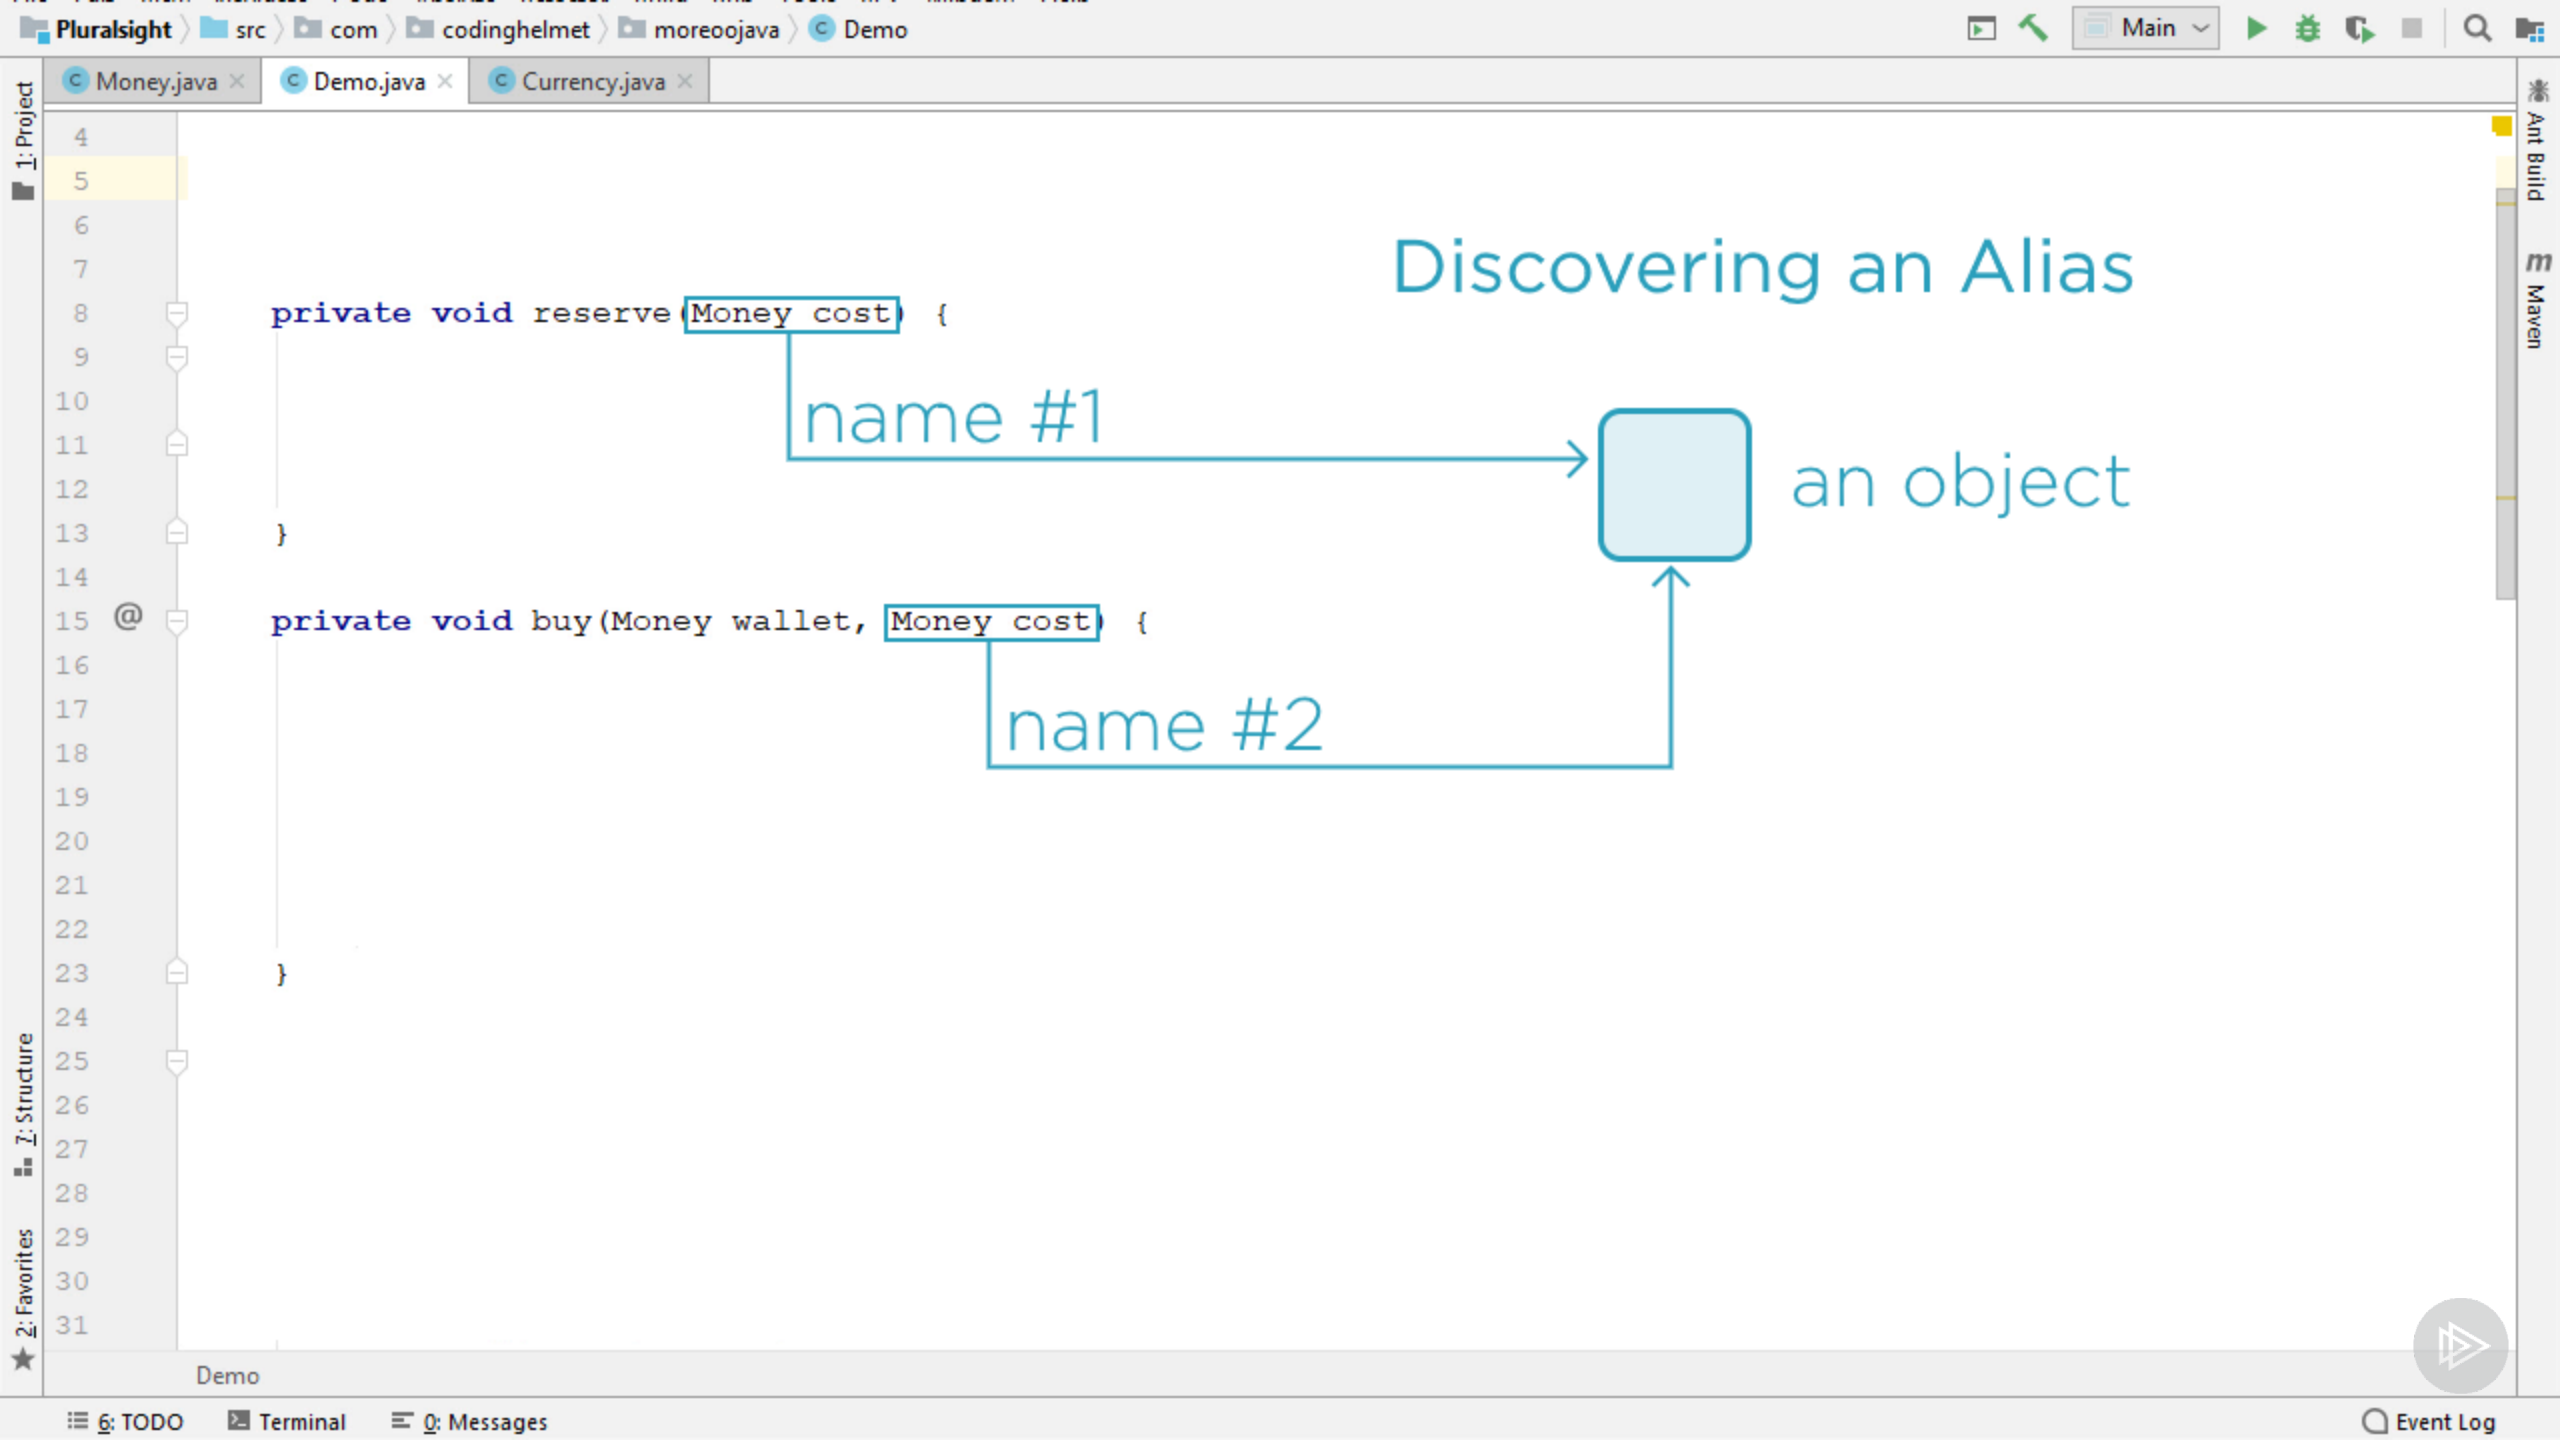 Pluralsight src com codinghelmet moreoojava Demo Main
Money.java Demo.java Currency.java
1: Project
Ant Build
Maven
4
5
6
7
Discovering an Alias
8 private void reserve(Money cost) {
9
10 name #1
11
12 an object
13 }
14
15 @ private void buy(Money wallet, Money cost) {
16
17
18 name #2
19
20
21
22
23 }
24
25
26
27
28
29
30
31
7: Structure
2: Favorites
Demo
6: TODO Terminal 0: Messages Event Log